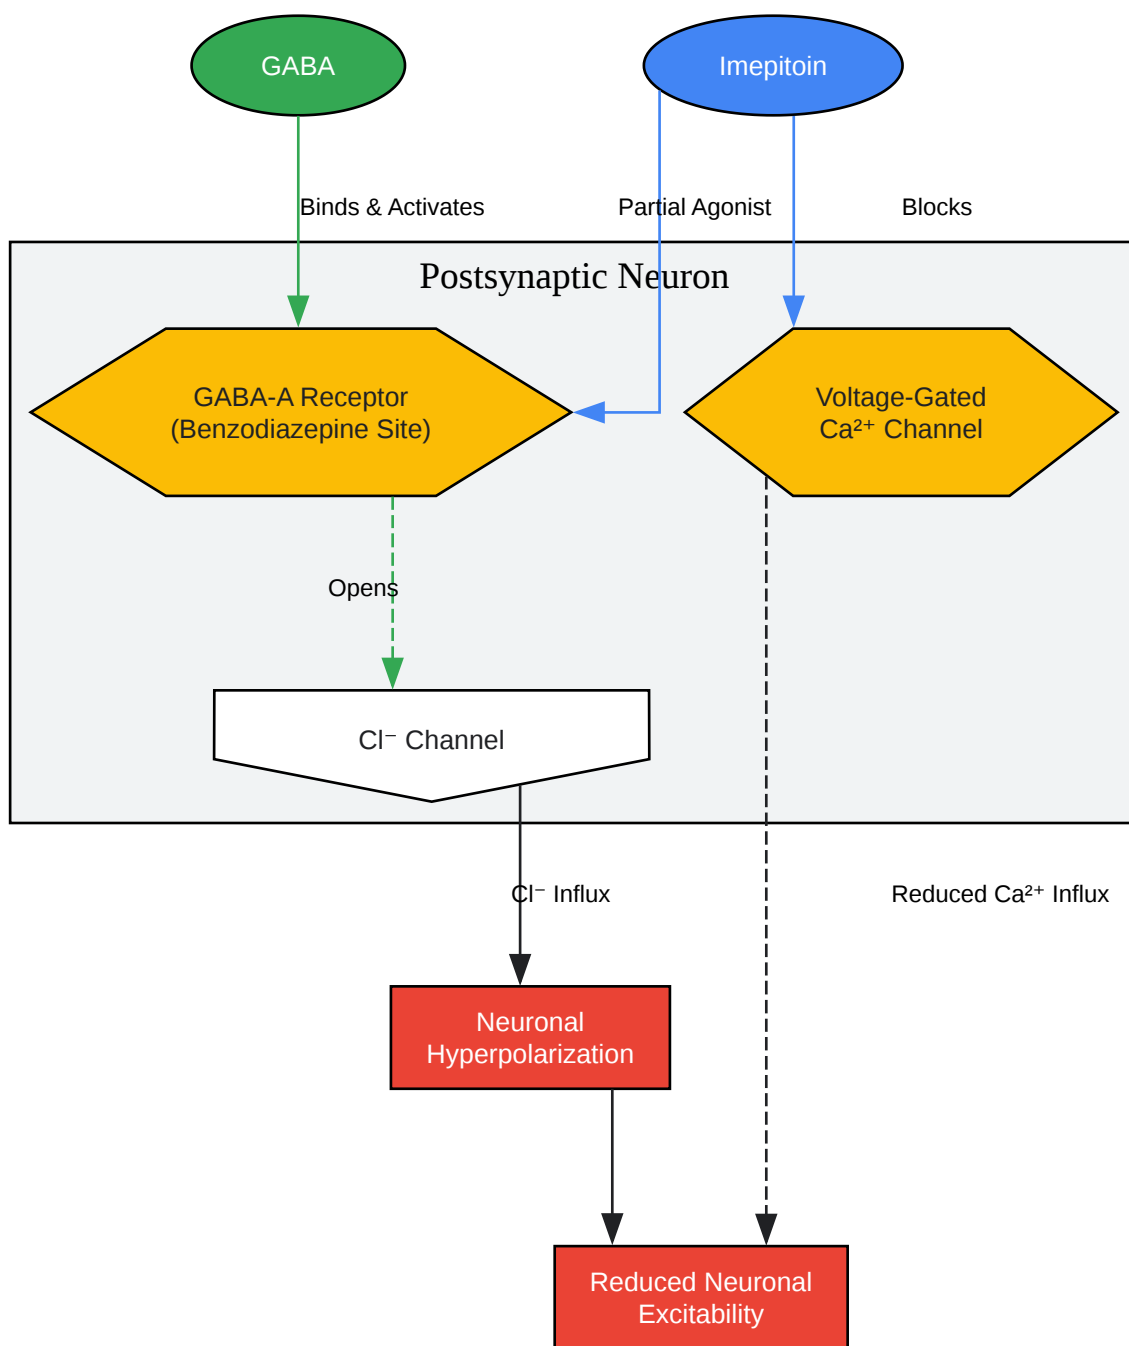 GABA
Imepitoin
Binds & Activates
Partial Agonist
Blocks
Postsynaptic Neuron
GABA-A Receptor
(Benzodiazepine Site)
Voltage-Gated
Ca²⁺ Channel
Opens
Cl⁻ Channel
Cl⁻ Influx
Reduced Ca²⁺ Influx
Neuronal
Hyperpolarization
Reduced Neuronal
Excitability